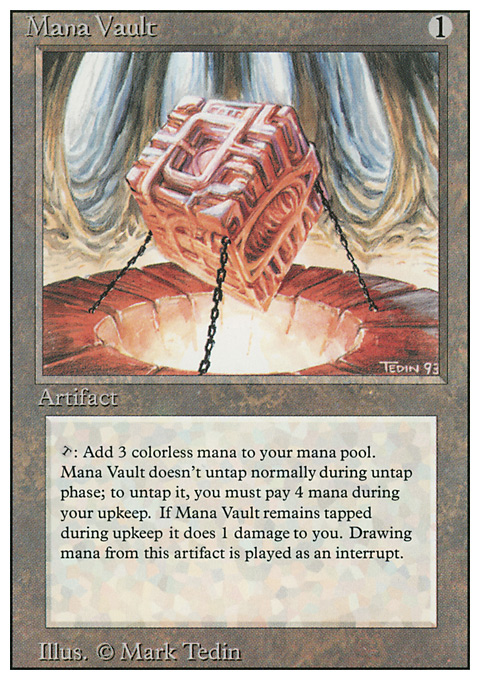 Mana Vault 1
TEDIN 93
Artifact
: Add 3 colorless mana to your mana pool.
Mana Vault doesn't untap normally during untap
phase; to untap it, you must pay 4 mana during
your upkeep. If Mana Vault remains tapped
during upkeep it does 1 damage to you. Drawing
mana from this artifact is played as an interrupt.
Illus. © Mark Tedin